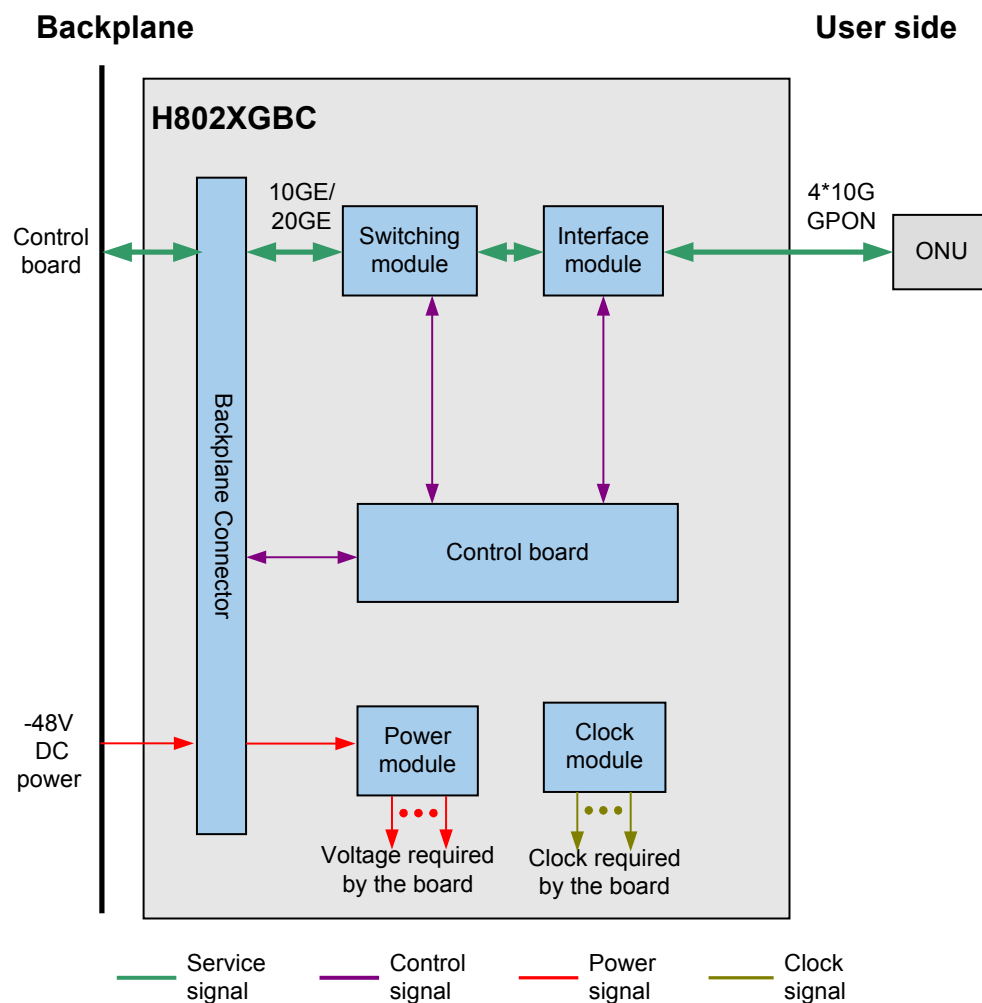 Backplane
User side
H802XGBC
Control
board
10GE/
20GE
Switching
module
Interface
module
4*10G
GPON
ONU
Backplane Connector
Control board
-48V
DC
power
Power
module
Clock
module
Voltage required
by the board
Clock required
by the board
Service
signal
Control
signal
Power
signal
Clock
signal